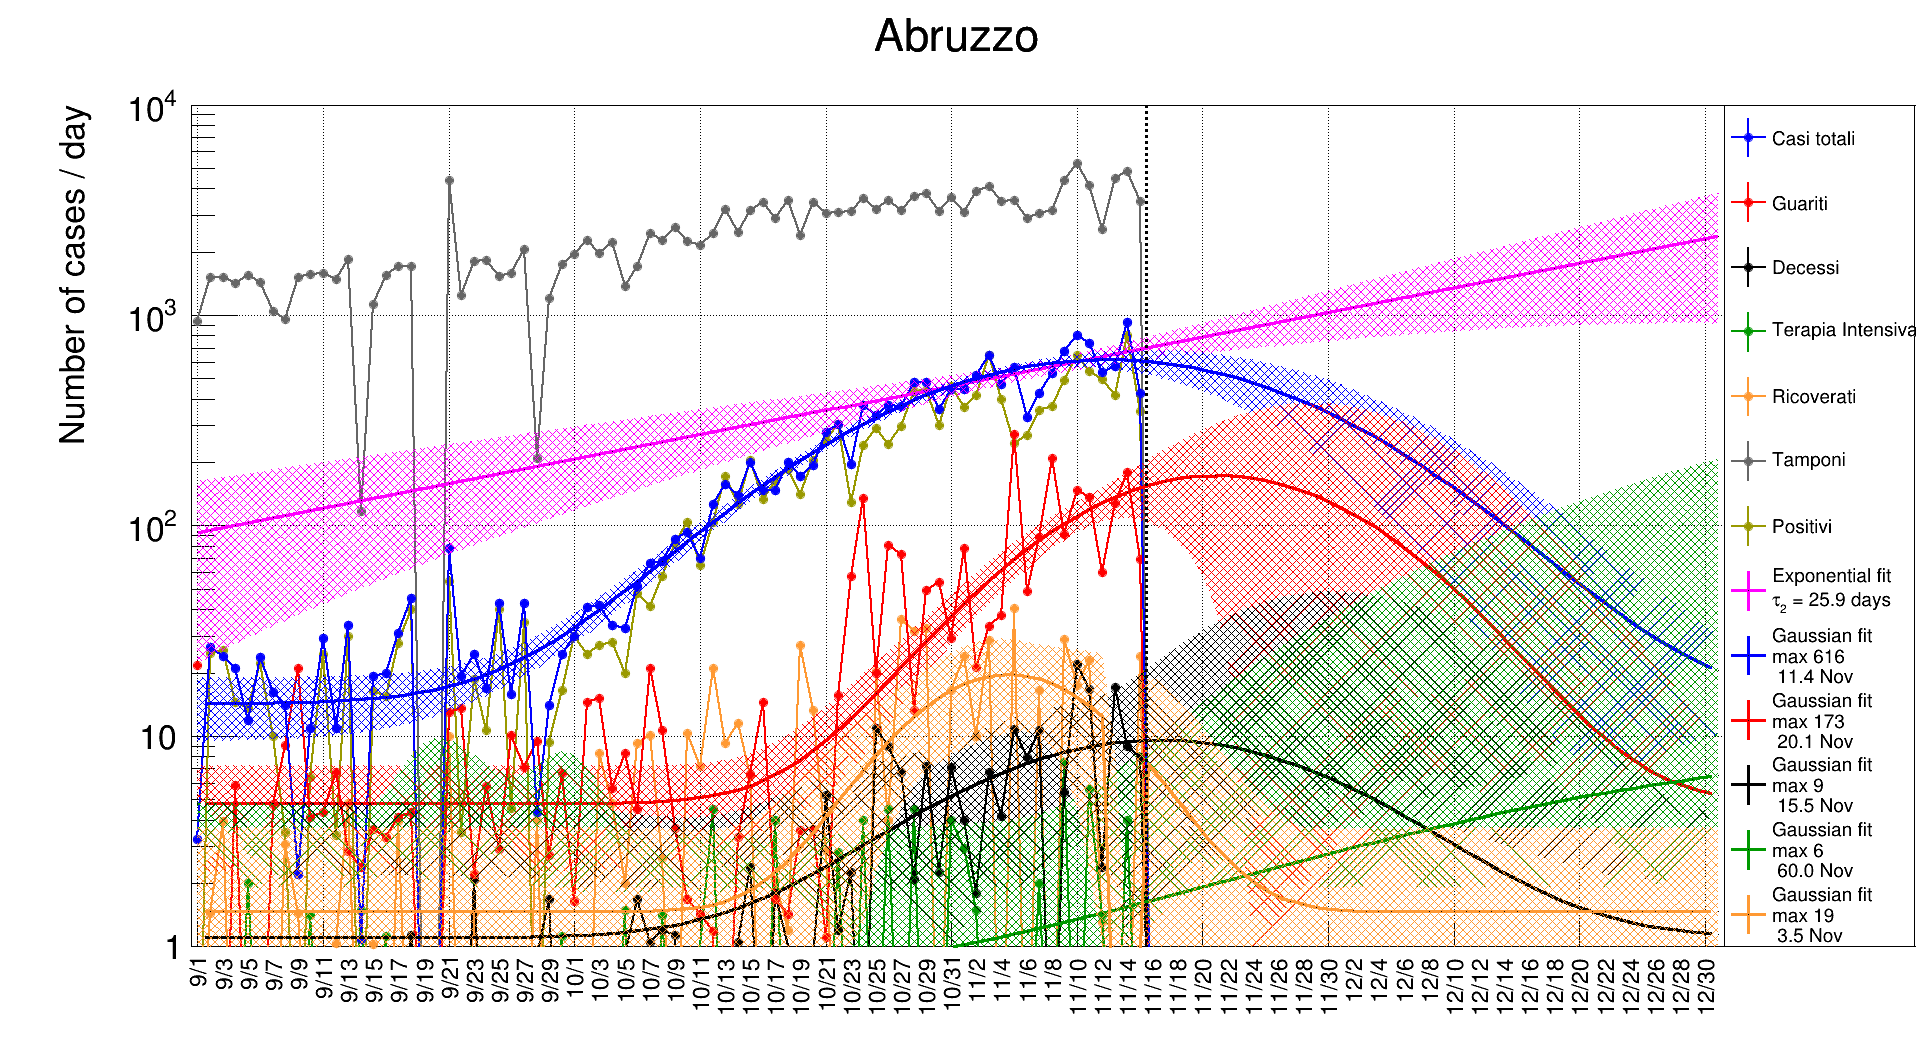 Abruzzo
Number of cases / day
10^4
10^3
10^2
10
1
9/1
9/3
9/5
9/7
9/9
9/11
9/13
9/15
9/17
9/19
9/21
9/23
9/25
9/27
9/29
10/1
10/3
10/5
10/7
10/9
10/11
10/13
10/15
10/17
10/19
10/21
10/23
10/25
10/27
10/29
10/31
11/2
11/4
11/6
11/8
11/10
11/12
11/14
11/16
11/18
11/20
11/22
11/24
11/26
11/28
11/30
12/2
12/4
12/6
12/8
12/10
12/12
12/14
12/16
12/18
12/20
12/22
12/24
12/26
12/28
12/30
Casi totali
Guariti
Decessi
Terapia Intensiva
Ricoverati
Tamponi
Positivi
Exponential fit
τ₂ = 25.9 days
Gaussian fit
max 616
11.4 Nov
Gaussian fit
max 173
20.1 Nov
Gaussian fit
max 9
15.5 Nov
Gaussian fit
max 6
60.0 Nov
Gaussian fit
max 19
3.5 Nov